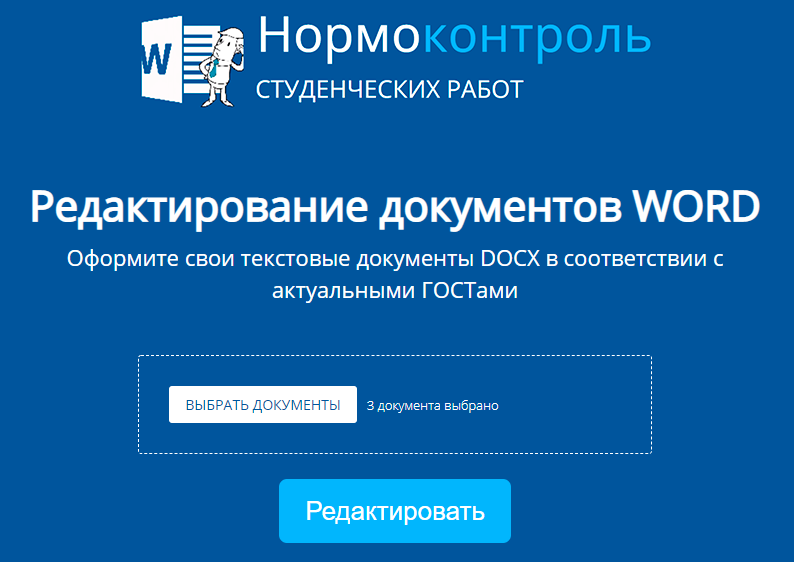 W
Нормоконтроль
СТУДЕНЧЕСКИХ РАБОТ
Редактирование документов WORD
Оформите свои текстовые документы DOCX в соответствии с
актуальными ГОСТами
ВЫБРАТЬ ДОКУМЕНТЫ 3 документа выбрано
Редактировать